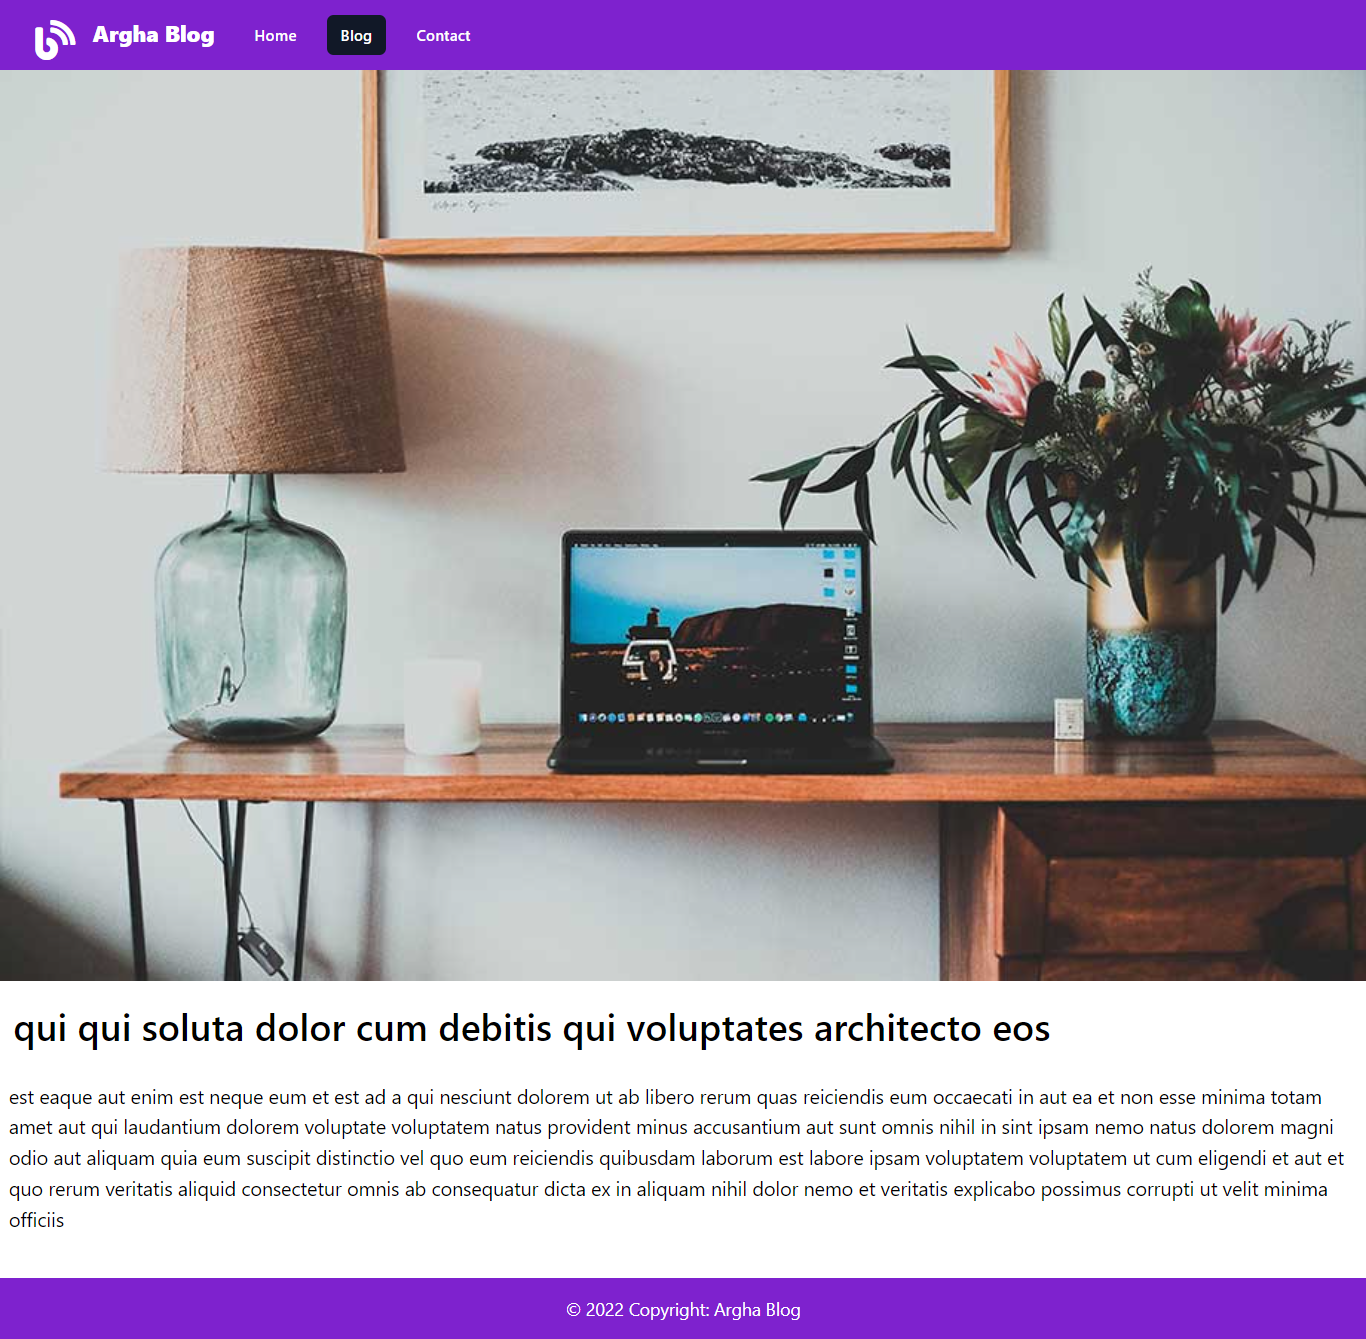 Argha Blog Home Blog Contact
qui qui soluta dolor cum debitis qui voluptates architecto eos
est eaque aut enim est neque eum et est ad a qui nesciunt dolorem ut ab libero rerum quas reiciendis eum occaecati in aut ea et non esse minima totam
amet aut qui laudantium dolorem voluptate voluptatem natus provident minus accusantium aut sunt omnis nihil in sint ipsam nemo natus dolorem magni
odio aut aliquam quia eum suscipit distinctio vel quo eum reiciendis quibusdam laborum est labore ipsam voluptatem voluptatem ut cum eligendi et aut et
quo rerum veritatis aliquid consectetur omnis ab consequatur dicta ex in aliquam nihil dolor nemo et veritatis explicabo possimus corrupti ut velit minima
officiis
© 2022 Copyright: Argha Blog